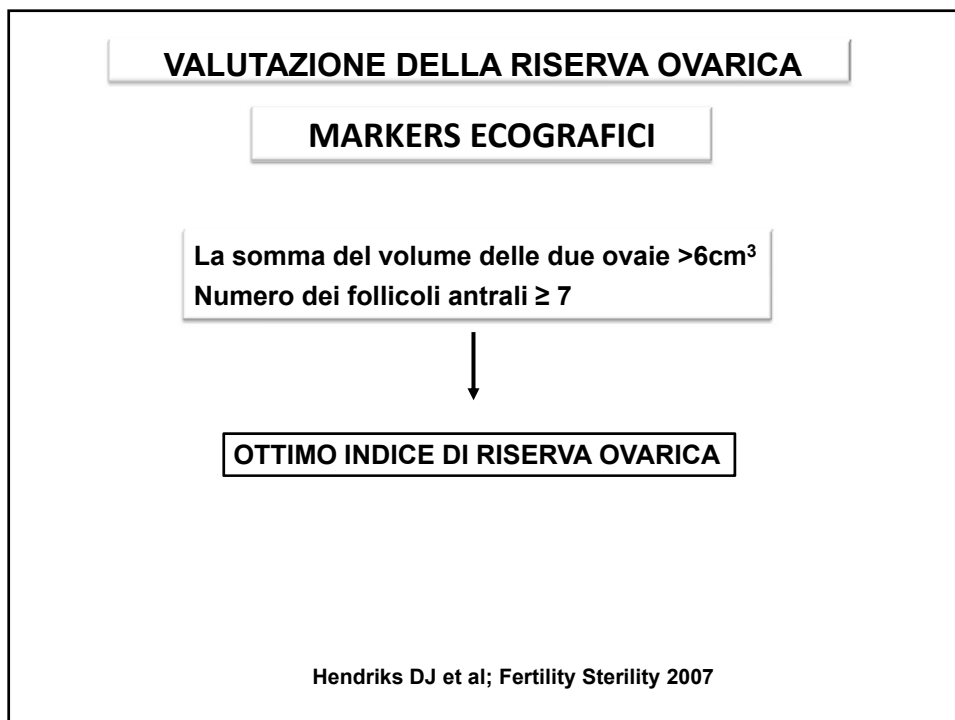 VALUTAZIONE DELLA RISERVA OVARICA
MARKERS ECOGRAFICI
La somma del volume delle due ovaie >6cm³
Numero dei follicoli antrali ≥ 7
OTTIMO INDICE DI RISERVA OVARICA
Hendriks DJ et al; Fertility Sterility 2007